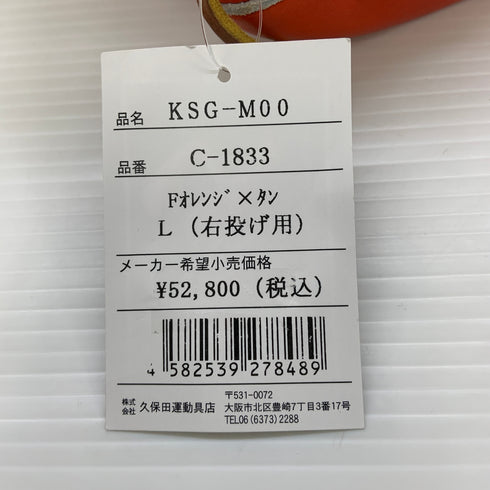 品名 KSG-M00
品番 C-1833
Fｵﾚﾝｼﾞ×ﾀﾝ
L (右投げ用)
メーカー希望小売価格
¥52,800 (税込)
4 582539 278489
株式会社 久保田運動具店
〒531-0072
大阪市北区豊崎7丁目3番17号
TEL06(6373)2288